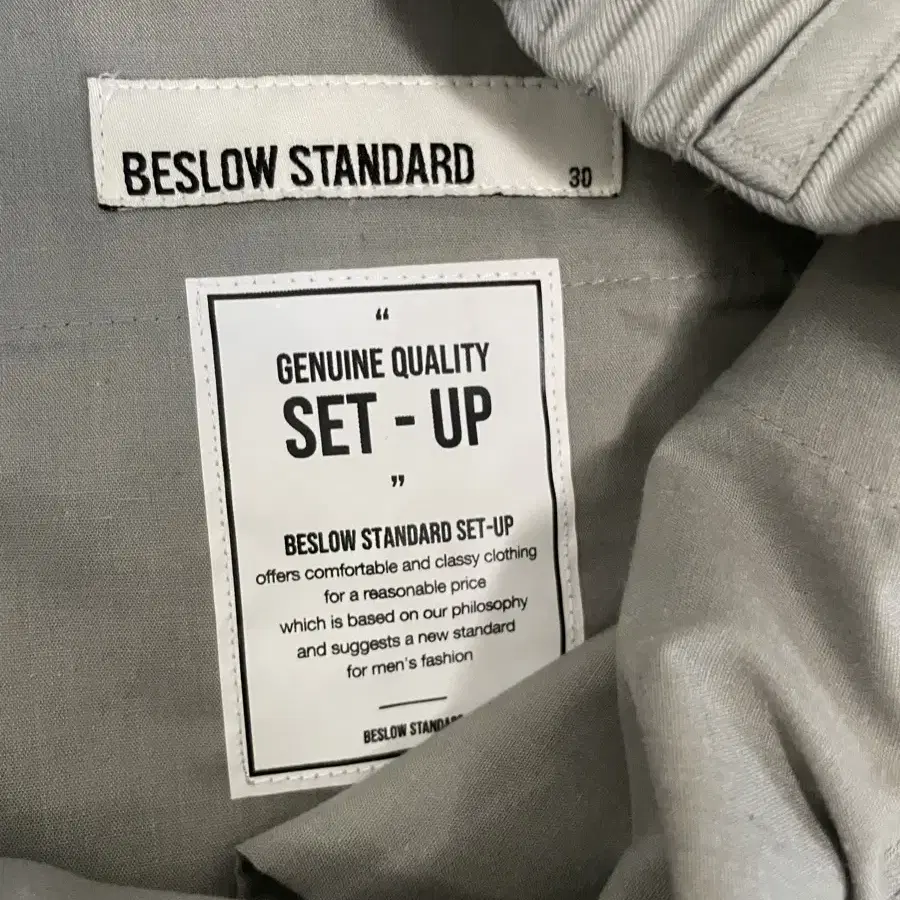 BESLOW STANDARD 30
“
GENUINE QUALITY
SET - UP
”
BESLOW STANDARD SET-UP
offers comfortable and classy clothing
for a reasonable price
which is based on our philosophy
and suggests a new standard
for men's fashion
BESLOW STANDARD